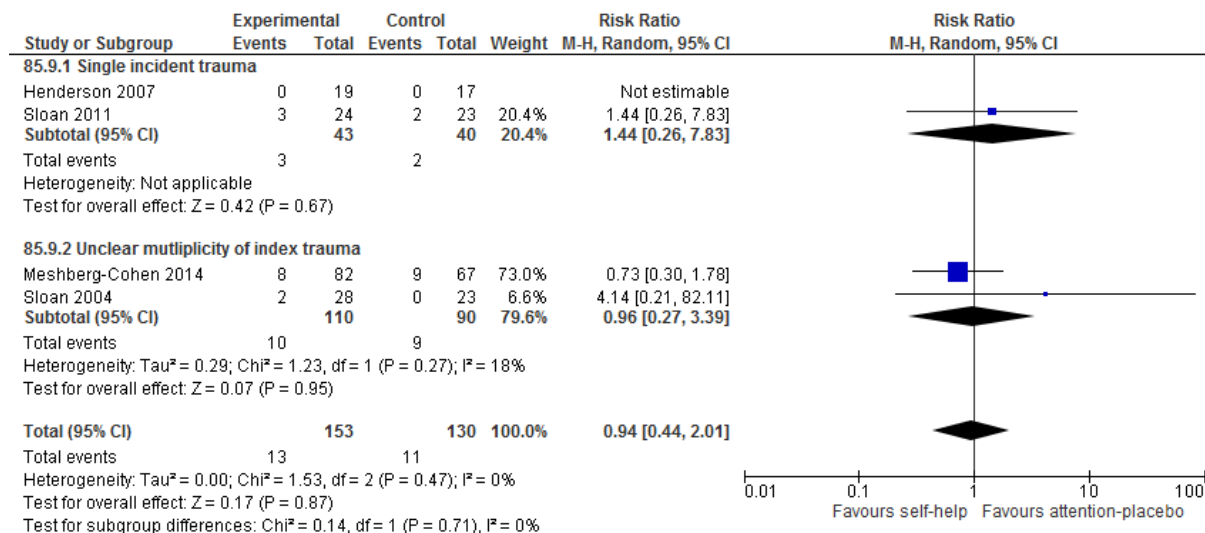 Experimental Control Risk Ratio Risk Ratio
Study or Subgroup Events Total Events Total Weight M-H, Random, 95% CI M-H, Random, 95% CI
85.9.1 Single incident trauma
Henderson 2007 0 19 0 17 Not estimable
Sloan 2011 3 24 2 23 20.4% 1.44 [0.26, 7.83]
Subtotal (95% CI) 43 40 20.4% 1.44 [0.26, 7.83]
Total events 3 2
Heterogeneity: Not applicable
Test for overall effect: Z = 0.42 (P = 0.67)
85.9.2 Unclear mutliplicity of index trauma
Meshberg-Cohen 2014 8 82 9 67 73.0% 0.73 [0.30, 1.78]
Sloan 2004 2 28 0 23 6.6% 4.14 [0.21, 82.11]
Subtotal (95% CI) 110 90 79.6% 0.96 [0.27, 3.39]
Total events 10 9
Heterogeneity: Tau² = 0.29; Chi² = 1.23, df = 1 (P = 0.27); I² = 18%
Test for overall effect: Z = 0.07 (P = 0.95)
Total (95% CI) 153 130 100.0% 0.94 [0.44, 2.01]
Total events 13 11
Heterogeneity: Tau² = 0.00; Chi² = 1.53, df = 2 (P = 0.47); I² = 0%
Test for overall effect: Z = 0.17 (P = 0.87)
Test for subgroup differences: Chi² = 0.14, df = 1 (P = 0.71), I² = 0%
0.01 0.1 1 10 100
Favours self-help Favours attention-placebo